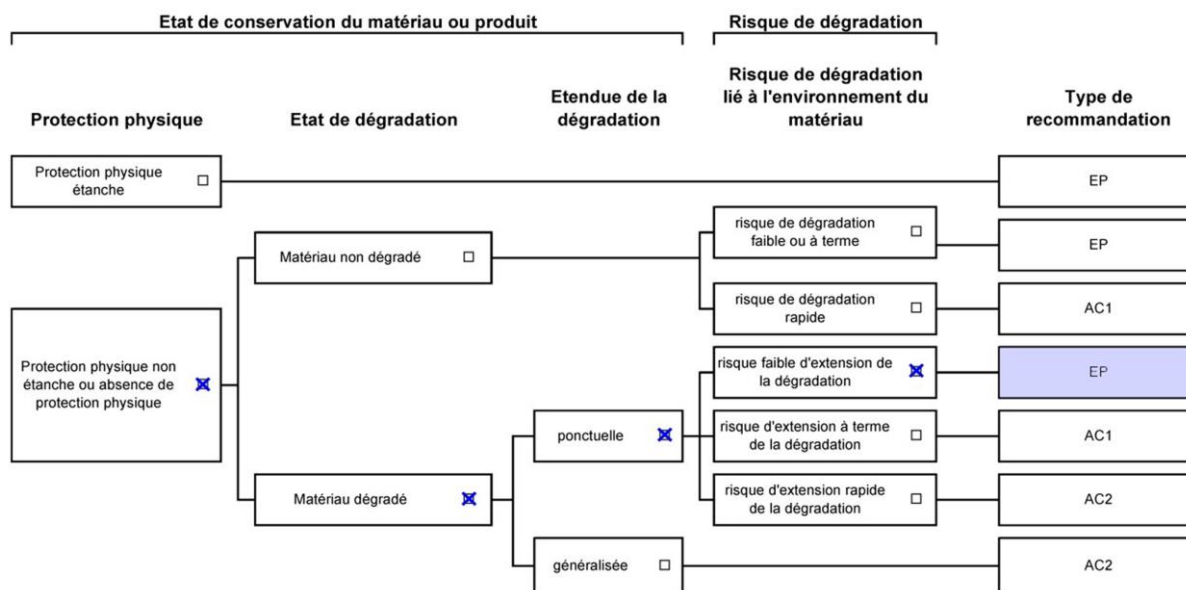 Etat de conservation du matériau ou produit
Risque de dégradation
Protection physique
Etat de dégradation
Etendue de la
dégradation
Risque de dégradation
lié à l'environnement du
matériau
Type de
recommandation
Protection physique
étanche
EP
Matériau non dégradé
risque de dégradation
faible ou à terme
EP
risque de dégradation
rapide
AC1
Protection physique non
étanche ou absence de
protection physique
risque faible d'extension de
la dégradation
EP
ponctuelle
risque d'extension à terme
de la dégradation
AC1
Matériau dégradé
risque d'extension rapide
de la dégradation
AC2
généralisée
AC2